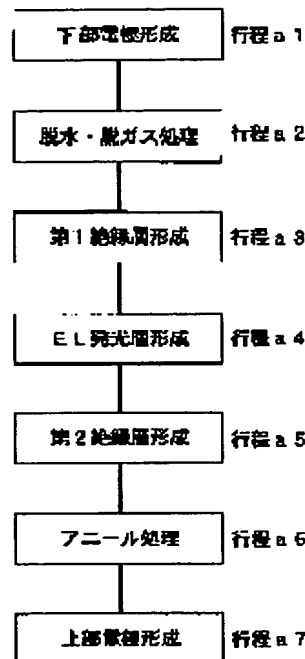 下部電極形成 行程a1
脱水・脱ガス処理 行程a2
第1絶縁層形成 行程a3
EL発光層形成 行程a4
第2絶縁層形成 行程a5
アニール処理 行程a6
上部電極形成 行程a7